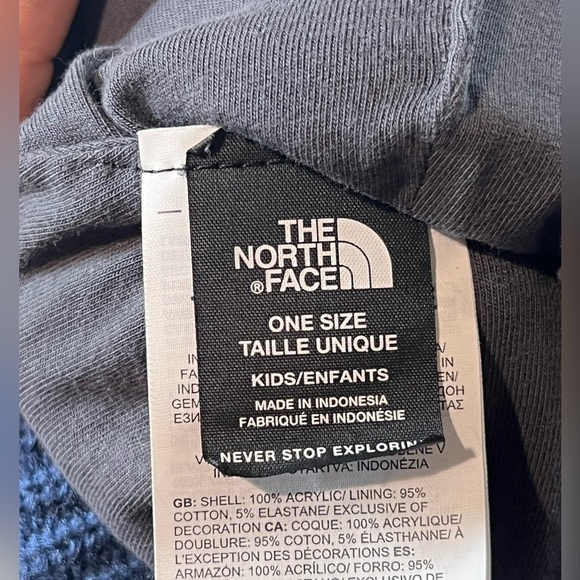 THE
NORTH
® FACE
ONE SIZE
TAILLE UNIQUE
KIDS/ENFANTS
MADE IN INDONESIA
FABRIQUÉ EN INDONÉSIE
NEVER STOP EXPLORIN
INDONÉZIA
GB: SHELL: 100% ACRYLIC/ LINING: 95%
COTTON, 5% ELASTANE/ EXCLUSIVE OF
DECORATION CA: COQUE: 100% ACRYLIQUE/
DOUBLURE: 95% COTON, 5% ÉLASTHANNE/ À
L'EXCEPTION DES DÉCORATIONS ES:
ARMAZÓN: 100% ACRÍLICO/ FORRO: 95%